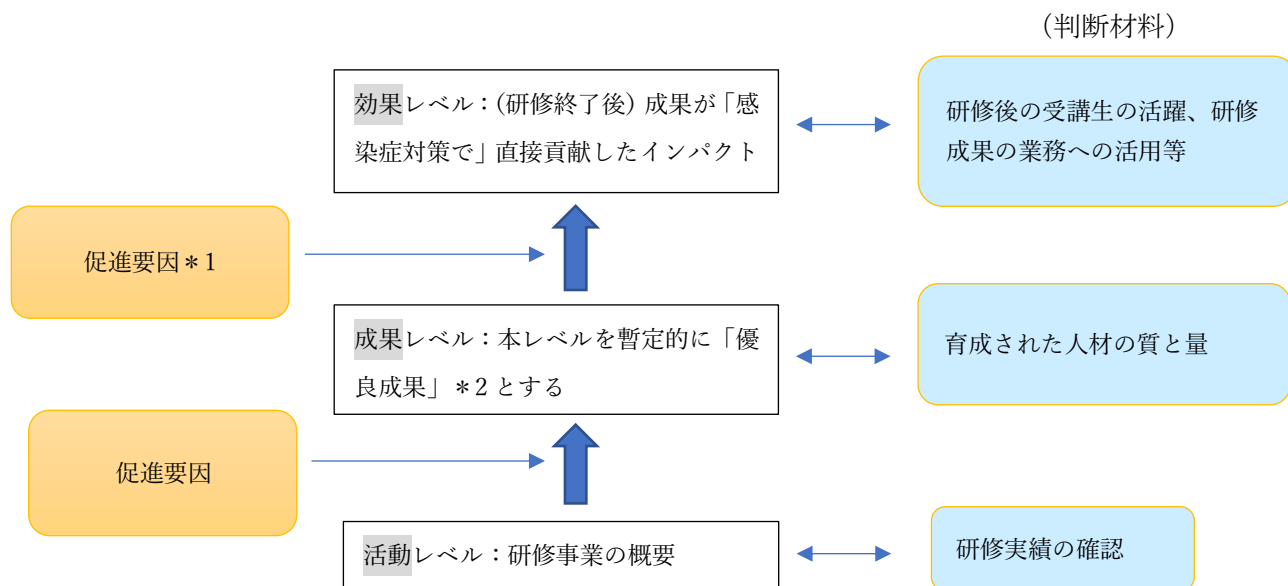 （判断材料）
効果レベル：（研修終了後）成果が「感
染症対策で」直接貢献したインパクト
研修後の受講生の活躍、研修
成果の業務への活用等
促進要因＊1
成果レベル：本レベルを暫定的に「優
良成果」＊2とする
育成された人材の質と量
促進要因
活動レベル：研修事業の概要
研修実績の確認